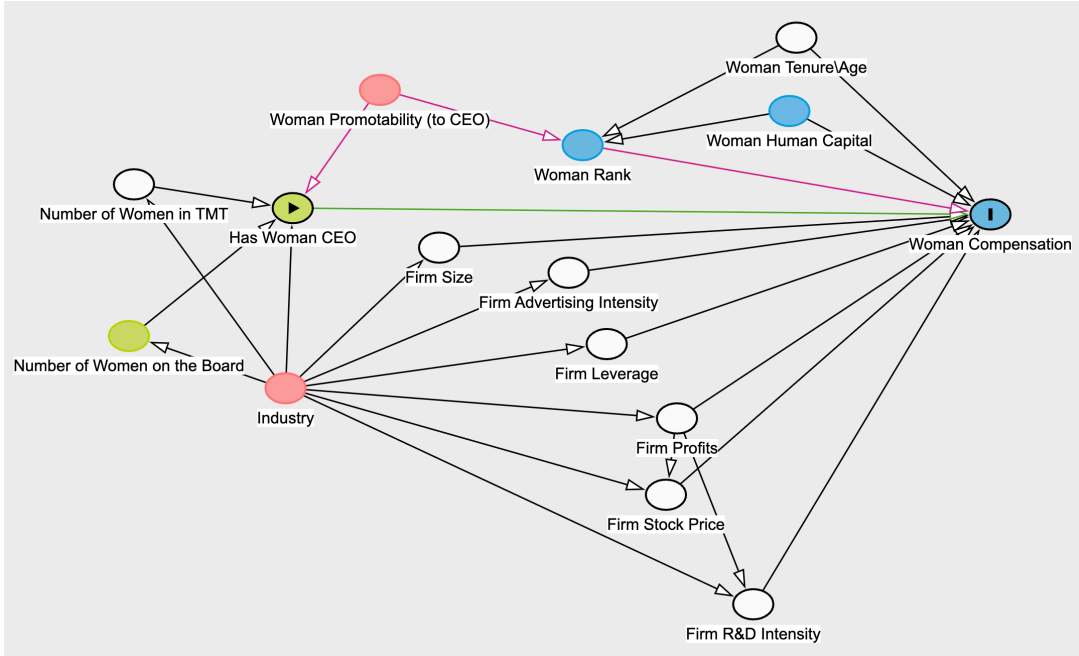 Woman Tenure\Age
Woman Promotability (to CEO)
Woman Human Capital
Woman Rank
Number of Women in TMT
Has Woman CEO
Woman Compensation
Firm Size
Firm Advertising Intensity
Number of Women on the Board
Firm Leverage
Industry
Firm Profits
Firm Stock Price
Firm R&D Intensity